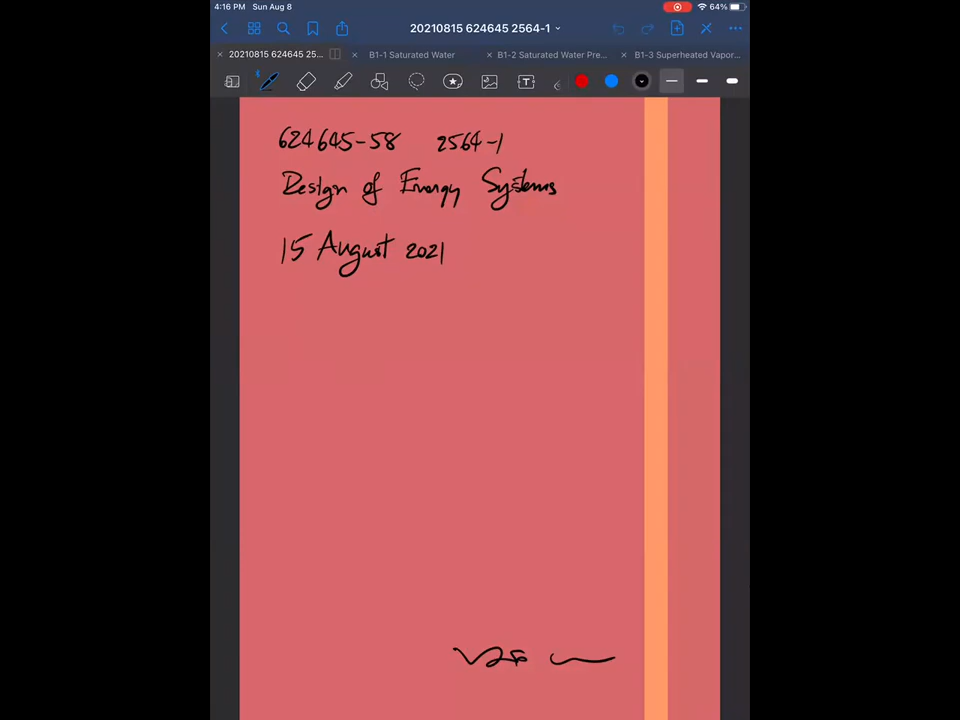 4:16 PM Sun Aug 8 64%
20210815 624645 2564-1
20210815 624645 25... B1-1 Saturated Water B1-2 Saturated Water Pre... B1-3 Superheated Vapor...
T
624645-58 2564-1
Design of Energy Systems
15 August 2021